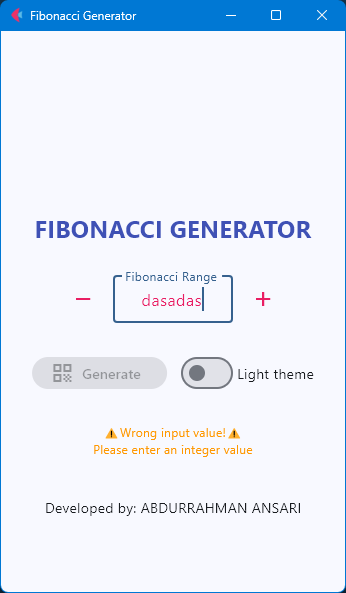 Fibonacci Generator
FIBONACCI GENERATOR
Fibonacci Range
− dasadas +
Generate Light theme
⚠️ Wrong input value! ⚠️
Please enter an integer value
Developed by: ABDURRAHMAN ANSARI